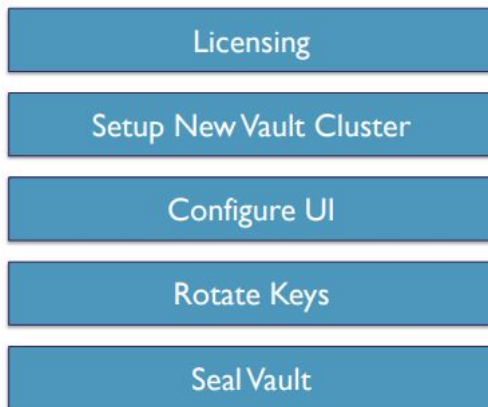 Licensing
Setup New Vault Cluster
Configure UI
Rotate Keys
Seal Vault